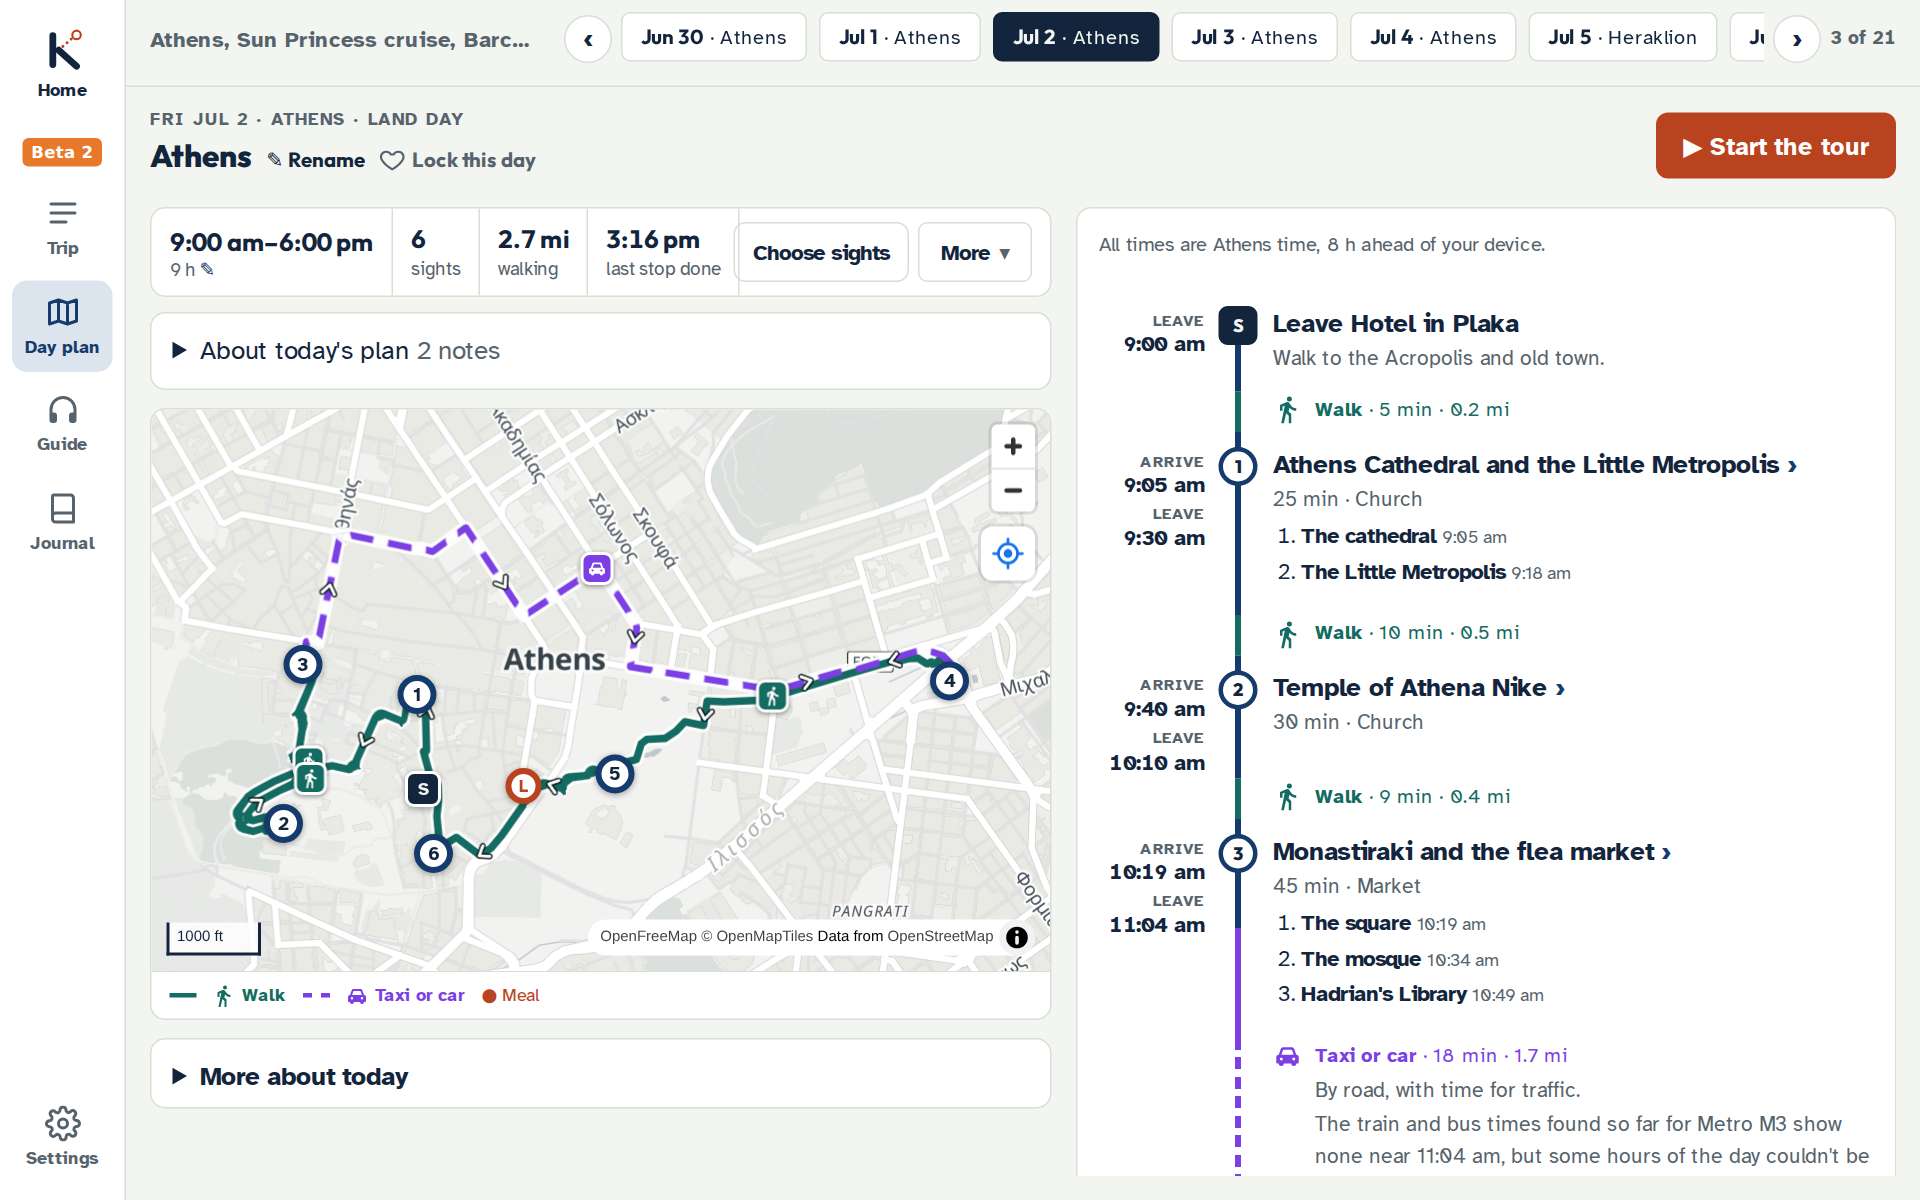 Home
Beta 2
Trip
Day plan
Guide
Journal
Settings
Athens, Sun Princess cruise, Barc...
‹
Jun 30 · Athens
Jul 1 · Athens
Jul 2 · Athens
Jul 3 · Athens
Jul 4 · Athens
Jul 5 · Heraklion
›
3 of 21
FRI JUL 2 · ATHENS · LAND DAY
Athens ✎ Rename Lock this day
▶ Start the tour
9:00 am–6:00 pm
9 h ✎
6
sights
2.7 mi
walking
3:16 pm
last stop done
Choose sights
More ▾
▶ About today's plan 2 notes
Σόλωνος
Σκουφά
Athens
Ιλισσός
PANGRATI
1
2
3
4
5
6
S
L
+
−
1000 ft
OpenFreeMap © OpenMapTiles Data from OpenStreetMap
Walk
Taxi or car
Meal
▶ More about today
All times are Athens time, 8 h ahead of your device.
LEAVE
9:00 am
S
Leave Hotel in Plaka
Walk to the Acropolis and old town.
Walk · 5 min · 0.2 mi
ARRIVE
9:05 am
LEAVE
9:30 am
1
Athens Cathedral and the Little Metropolis ›
25 min · Church
1. The cathedral 9:05 am
2. The Little Metropolis 9:18 am
Walk · 10 min · 0.5 mi
ARRIVE
9:40 am
LEAVE
10:10 am
2
Temple of Athena Nike ›
30 min · Church
Walk · 9 min · 0.4 mi
ARRIVE
10:19 am
LEAVE
11:04 am
3
Monastiraki and the flea market ›
45 min · Market
1. The square 10:19 am
2. The mosque 10:34 am
3. Hadrian's Library 10:49 am
Taxi or car · 18 min · 1.7 mi
By road, with time for traffic.
The train and bus times found so far for Metro M3 show
none near 11:04 am, but some hours of the day couldn't be